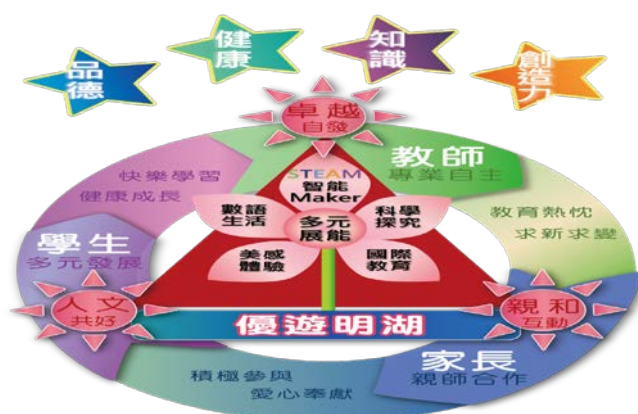 品德
健康
知識
創造力
卓越
自發
教師
專業自主
快樂學習
健康成長
STEAM
智能
Maker
數語
生活
多元
展能
科學
探究
教育熱忱
求新求變
學生
多元發展
美感
體驗
國際
教育
人文
共好
親和
互動
優遊明湖
家長
親師合作
積極參與
愛心奉獻